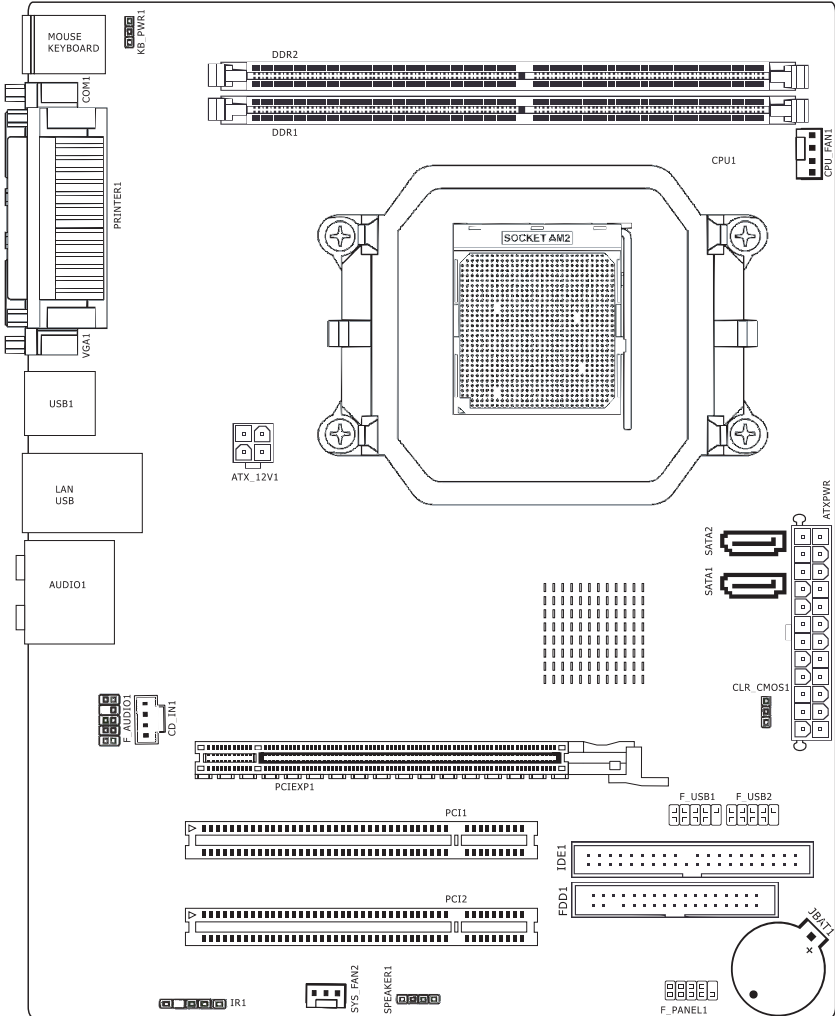 MOUSE
KEYBOARD
KB_PWR1
DDR2
COM1
DDR1
CPU_FAN1
CPU1
PRINTER1
SOCKET AM2
VGA1
USB1
ATX_12V1
LAN
USB
ATXPWR
SATA2
SATA1
AUDIO1
CLR_CMOS1
F_AUDIO1
CD_IN1
PCIEXP1
F_USB1
F_USB2
PCI1
IDE1
FDD1
PCI2
JBAT1
IR1
SYS_FAN2
SPEAKER1
F_PANEL1